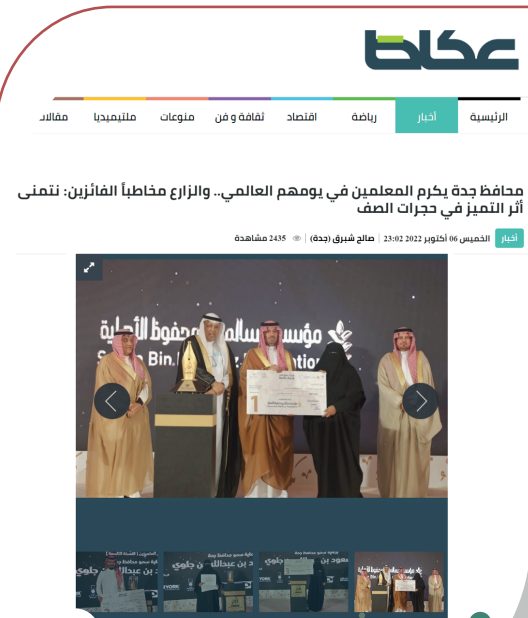 عكاظ
الرئيسية أخبار رياضة اقتصاد ثقافة و فن منوعات ملتيميديا مقالات
محافظ جدة يكرم المعلمين في يومهم العالمي.. والزارع مخاطباً الفائزين: نتمنى
أثر التميز في حجرات الصف
أخبار الخميس 06 أكتوبر 2022 23:02 | صالح شبرق (جدة) | 2435 مشاهدة
مؤسسة سالم بن محفوظ الأهلية
Bin
1